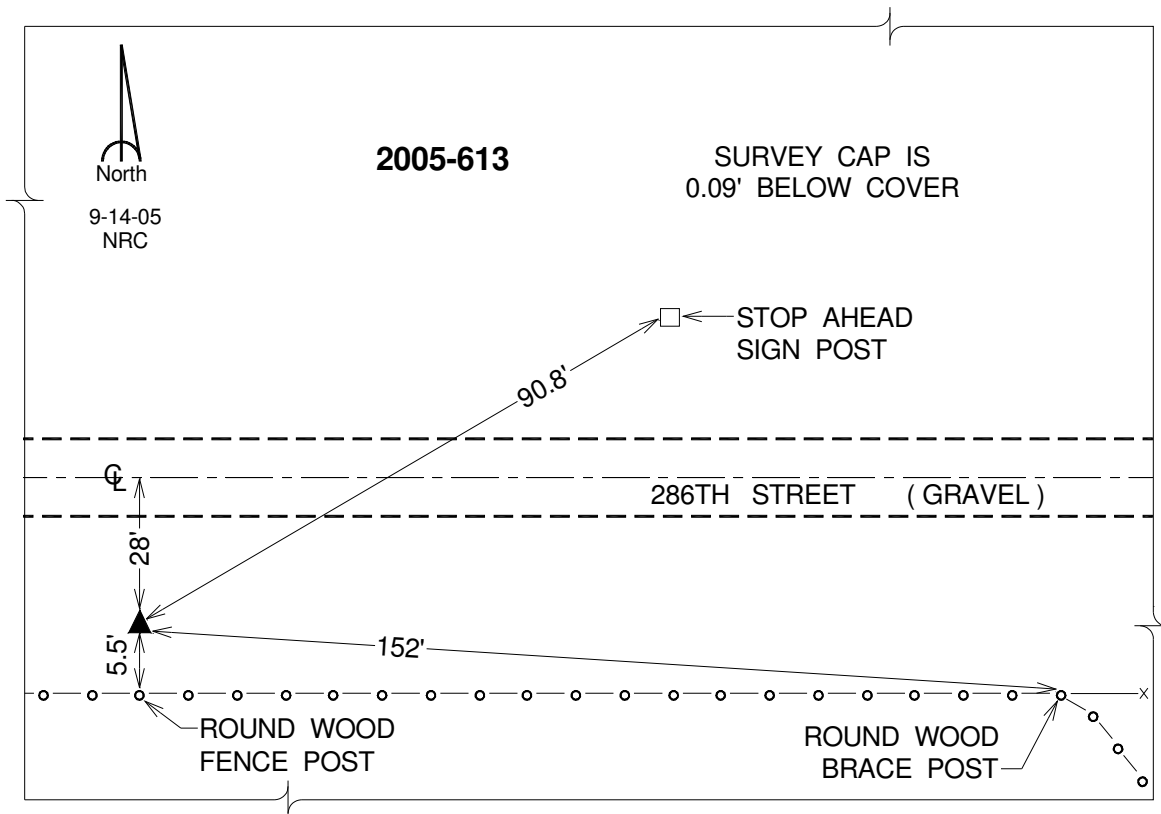 2005-613
SURVEY CAP IS
0.09' BELOW COVER
North
9-14-05
NRC
STOP AHEAD
SIGN POST
90.8'
℄
286TH STREET (GRAVEL)
28'
5.5'
152'
ROUND WOOD
FENCE POST
ROUND WOOD
BRACE POST
X